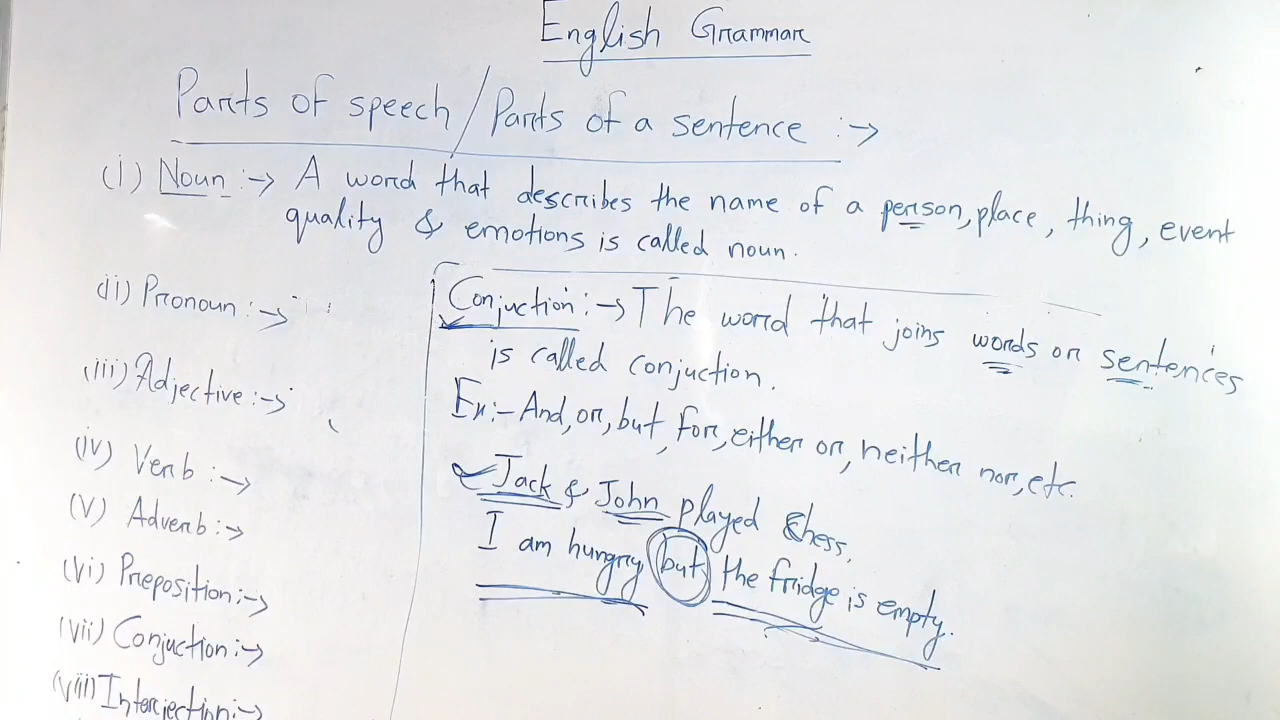 English Grammar
Parts of speech / Parts of a sentence :→
(i) Noun :→ A word that describes the name of a person, place, thing, event
quality & emotions is called noun.
(ii) Pronoun :→
(iii) Adjective :→
(iv) Verb :→
(v) Adverb :→
(vi) Preposition :→
(vii) Conjuction :→
(viii) Interjection :→
Conjuction :→ The word that joins words or sentences
is called conjuction.
Ex:- And, or, but, for, either or, neither nor, etc.
Jack & John played Chess.
I am hungry but the fridge is empty.